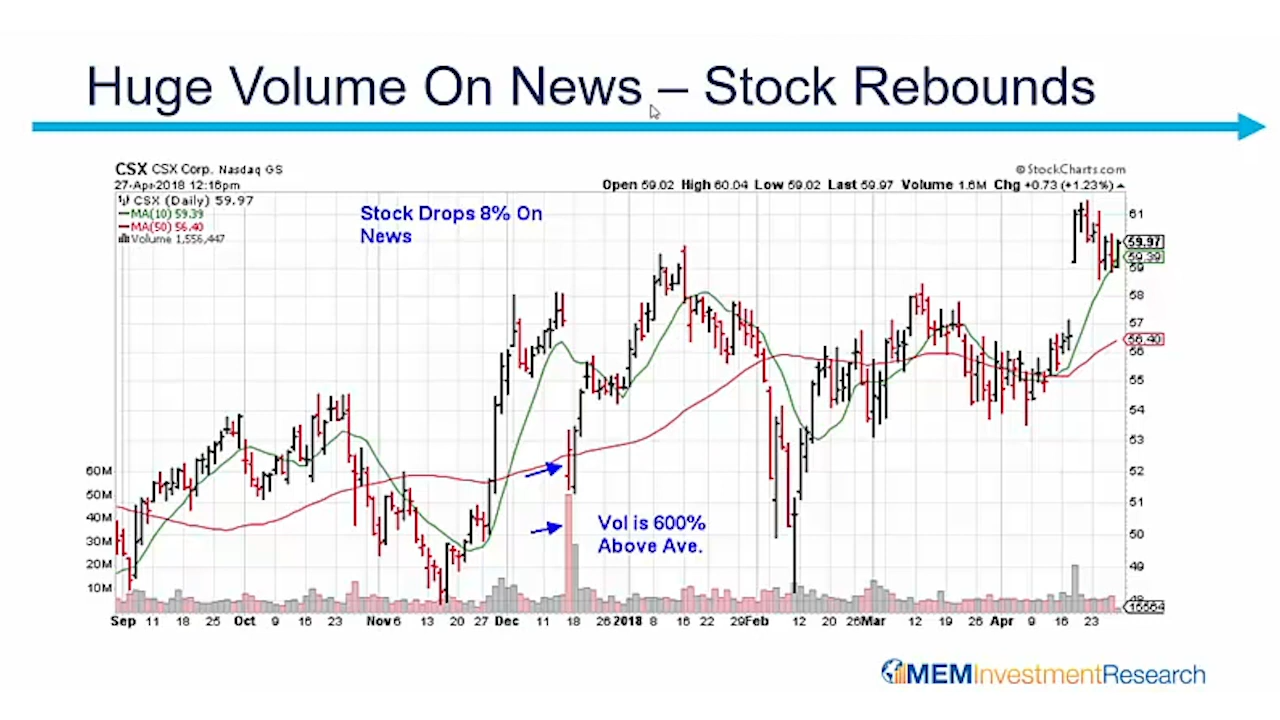 Huge Volume On News – Stock Rebounds
CSX CSX Corp. Nasdaq GS
© StockCharts.com
27-Apr-2018 12:16pm
Open 59.02 High 60.04 Low 59.02 Last 59.97 Volume 1.6M Chg +0.73 (+1.23%)
CSX (Daily) 59.97
MA(10) 59.39
MA(50) 56.40
Volume 1,556,447
Stock Drops 8% On
News
61
59.97
59.39
59
58
57
56.40
56
55
54
53
52
51
50
49
48
60M
50M
40M
30M
20M
10M
Vol is 600%
Above Ave.
Sep 11 18 25 Oct 9 16 23 Nov 6 13 20 27 Dec 11 18 26 2018 8 16 22 29 Feb 12 20 26 Mar 12 19 26 Apr 9 16 23
MEMInvestmentResearch